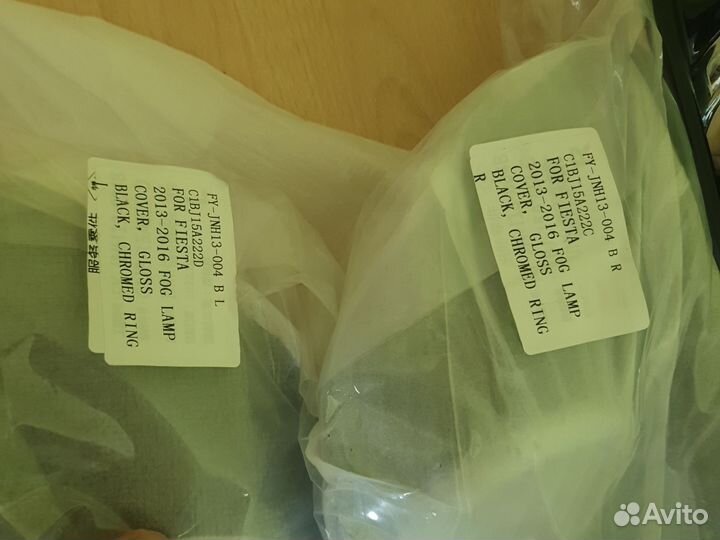 FY-JNH13-004 B L
C1BJ15A222D
FOR FIESTA
2013-2016 FOG LAMP
COVER, GLOSS
BLACK, CHROMED RING
L
FY-JNH13-004 B R
C1BJ15A222C
FOR FIESTA
2013-2016 FOG LAMP
COVER, GLOSS
BLACK, CHROMED RING
R
Avito